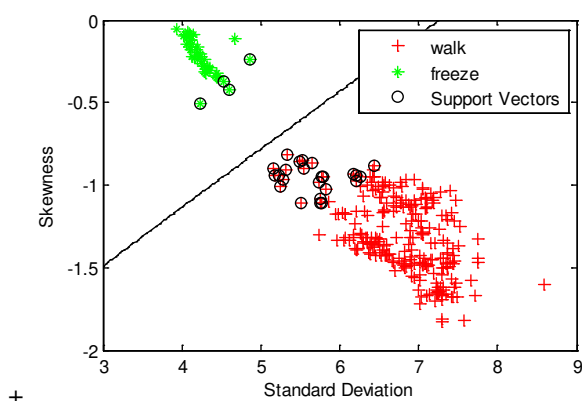 0
-0.5
-1
-1.5
-2
3 4 5 6 7 8 9
Skewness
Standard Deviation
walk
freeze
Support Vectors
+